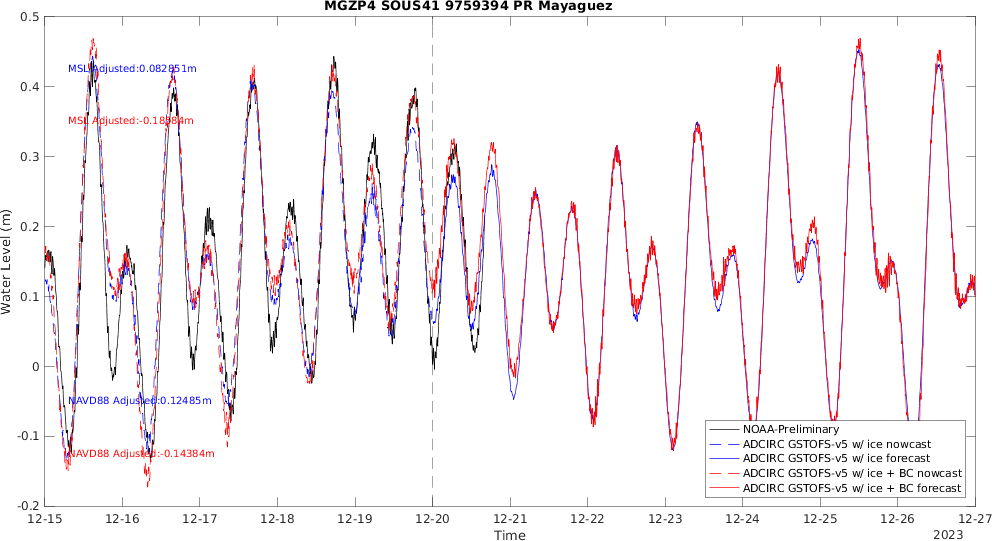 MGZP4 SOUS41 9759394 PR Mayaguez
Water Level (m)
0.5
0.4
0.3
0.2
0.1
0
-0.1
-0.2
MSL Adjusted:0.082851m
MSL Adjusted:-0.18584m
NAVD88 Adjusted:0.12485m
NAVD88 Adjusted:-0.14384m
NOAA-Preliminary
ADCIRC GSTOFS-v5 w/ ice nowcast
ADCIRC GSTOFS-v5 w/ ice forecast
ADCIRC GSTOFS-v5 w/ ice + BC nowcast
ADCIRC GSTOFS-v5 w/ ice + BC forecast
12-15 12-16 12-17 12-18 12-19 12-20 12-21 12-22 12-23 12-24 12-25 12-26 12-27
Time
2023